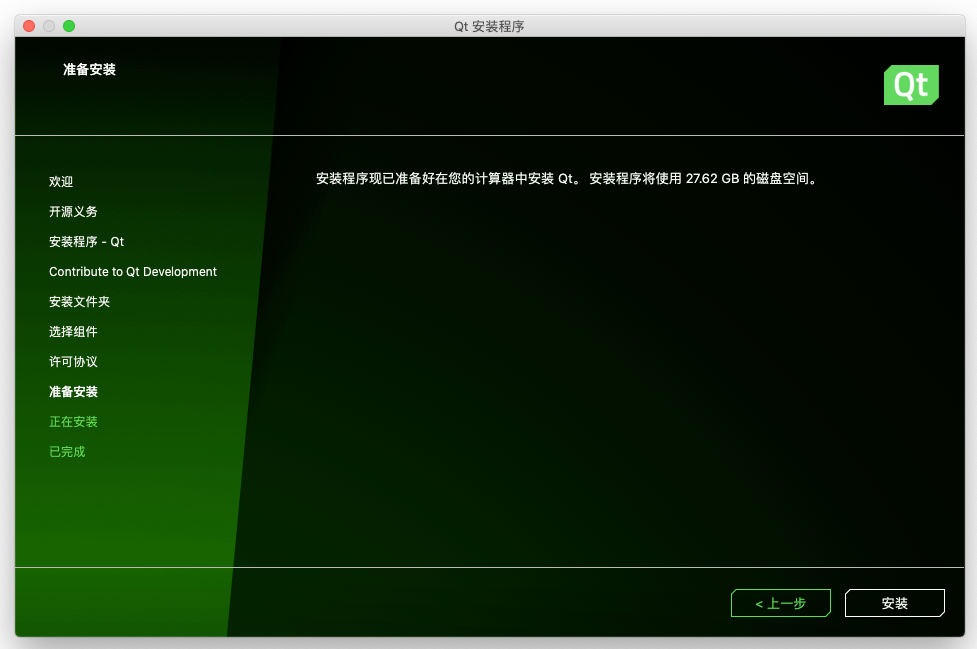 Qt 安装程序
准备安装
Qt
欢迎
开源义务
安装程序 - Qt
Contribute to Qt Development
安装文件夹
选择组件
许可协议
准备安装
正在安装
已完成
安装程序现已准备好在您的计算器中安装 Qt。 安装程序将使用 27.62 GB 的磁盘空间。
< 上一步
安装